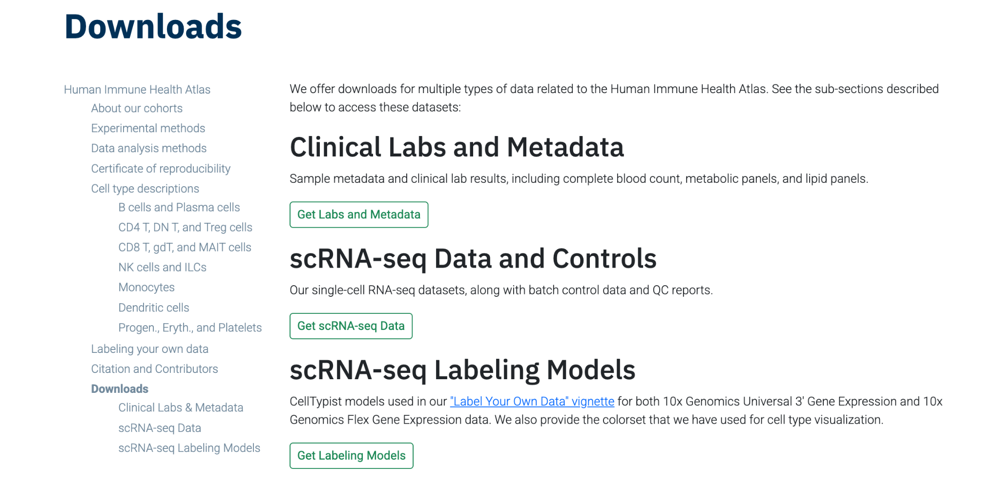 Downloads
Human Immune Health Atlas
About our cohorts
Experimental methods
Data analysis methods
Certificate of reproducibility
Cell type descriptions
B cells and Plasma cells
CD4 T, DN T, and Treg cells
CD8 T, gdT, and MAIT cells
NK cells and ILCs
Monocytes
Dendritic cells
Progen., Eryth., and Platelets
Labeling your own data
Citation and Contributors
Downloads
Clinical Labs & Metadata
scRNA-seq Data
scRNA-seq Labeling Models
We offer downloads for multiple types of data related to the Human Immune Health Atlas. See the sub-sections described
below to access these datasets:
Clinical Labs and Metadata
Sample metadata and clinical lab results, including complete blood count, metabolic panels, and lipid panels.
Get Labs and Metadata
scRNA-seq Data and Controls
Our single-cell RNA-seq datasets, along with batch control data and QC reports.
Get scRNA-seq Data
scRNA-seq Labeling Models
CellTypist models used in our "Label Your Own Data" vignette for both 10x Genomics Universal 3' Gene Expression and 10x
Genomics Flex Gene Expression data. We also provide the colorset that we have used for cell type visualization.
Get Labeling Models